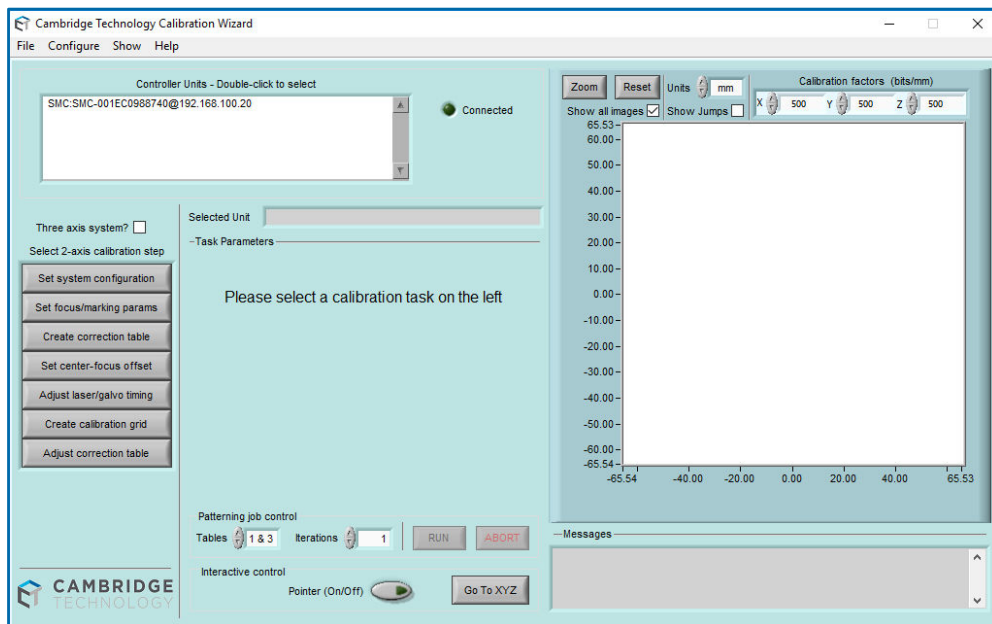 Cambridge Technology Calibration Wizard
File Configure Show Help
Controller Units - Double-click to select
SMC:SMC-001EC0988740@192.168.100.20
Connected
Three axis system?
Select 2-axis calibration step
Set system configuration
Set focus/marking params
Create correction table
Set center-focus offset
Adjust laser/galvo timing
Create calibration grid
Adjust correction table
CAMBRIDGE
TECHNOLOGY
Selected Unit
Task Parameters
Please select a calibration task on the left
Patterning job control
Tables 1 & 3 Iterations 1 RUN ABORT
Interactive control
Pointer (On/Off) Go To XYZ
Zoom Reset Units mm
Calibration factors (bits/mm)
X 500 Y 500 Z 500
Show all images Show Jumps
65.53
60.00
50.00
40.00
30.00
20.00
10.00
0.00
-10.00
-20.00
-30.00
-40.00
-50.00
-60.00
-65.54
-65.54 -40.00 -20.00 0.00 20.00 40.00 65.53
Messages